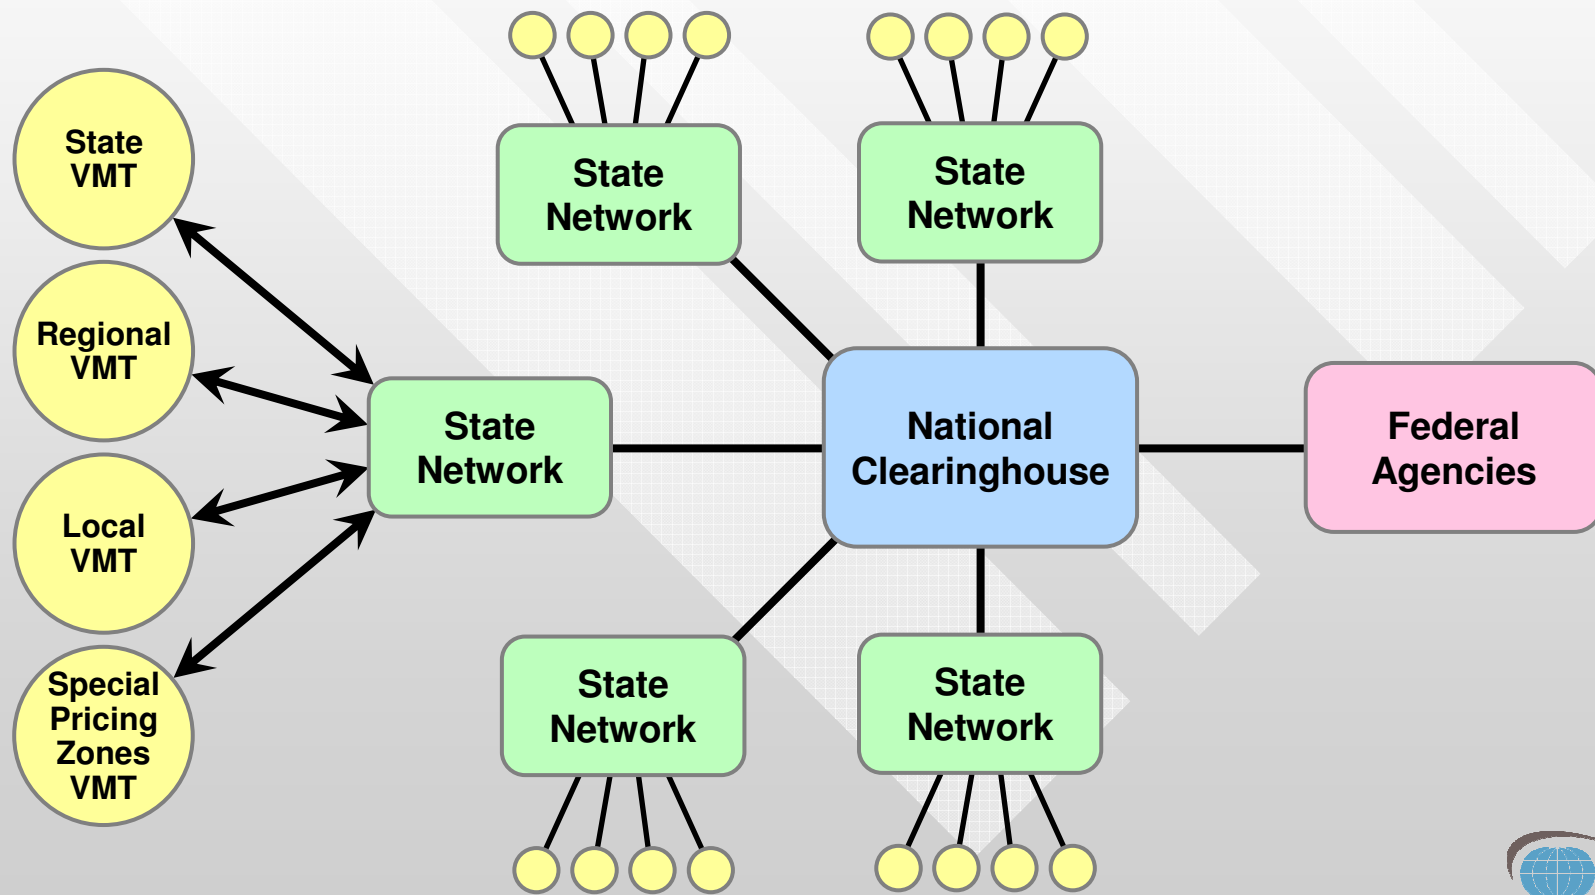 State
VMT
Regional
VMT
Local
VMT
Special
Pricing
Zones
VMT
State
Network
State
Network
State
Network
National
Clearinghouse
Federal
Agencies
State
Network
State
Network